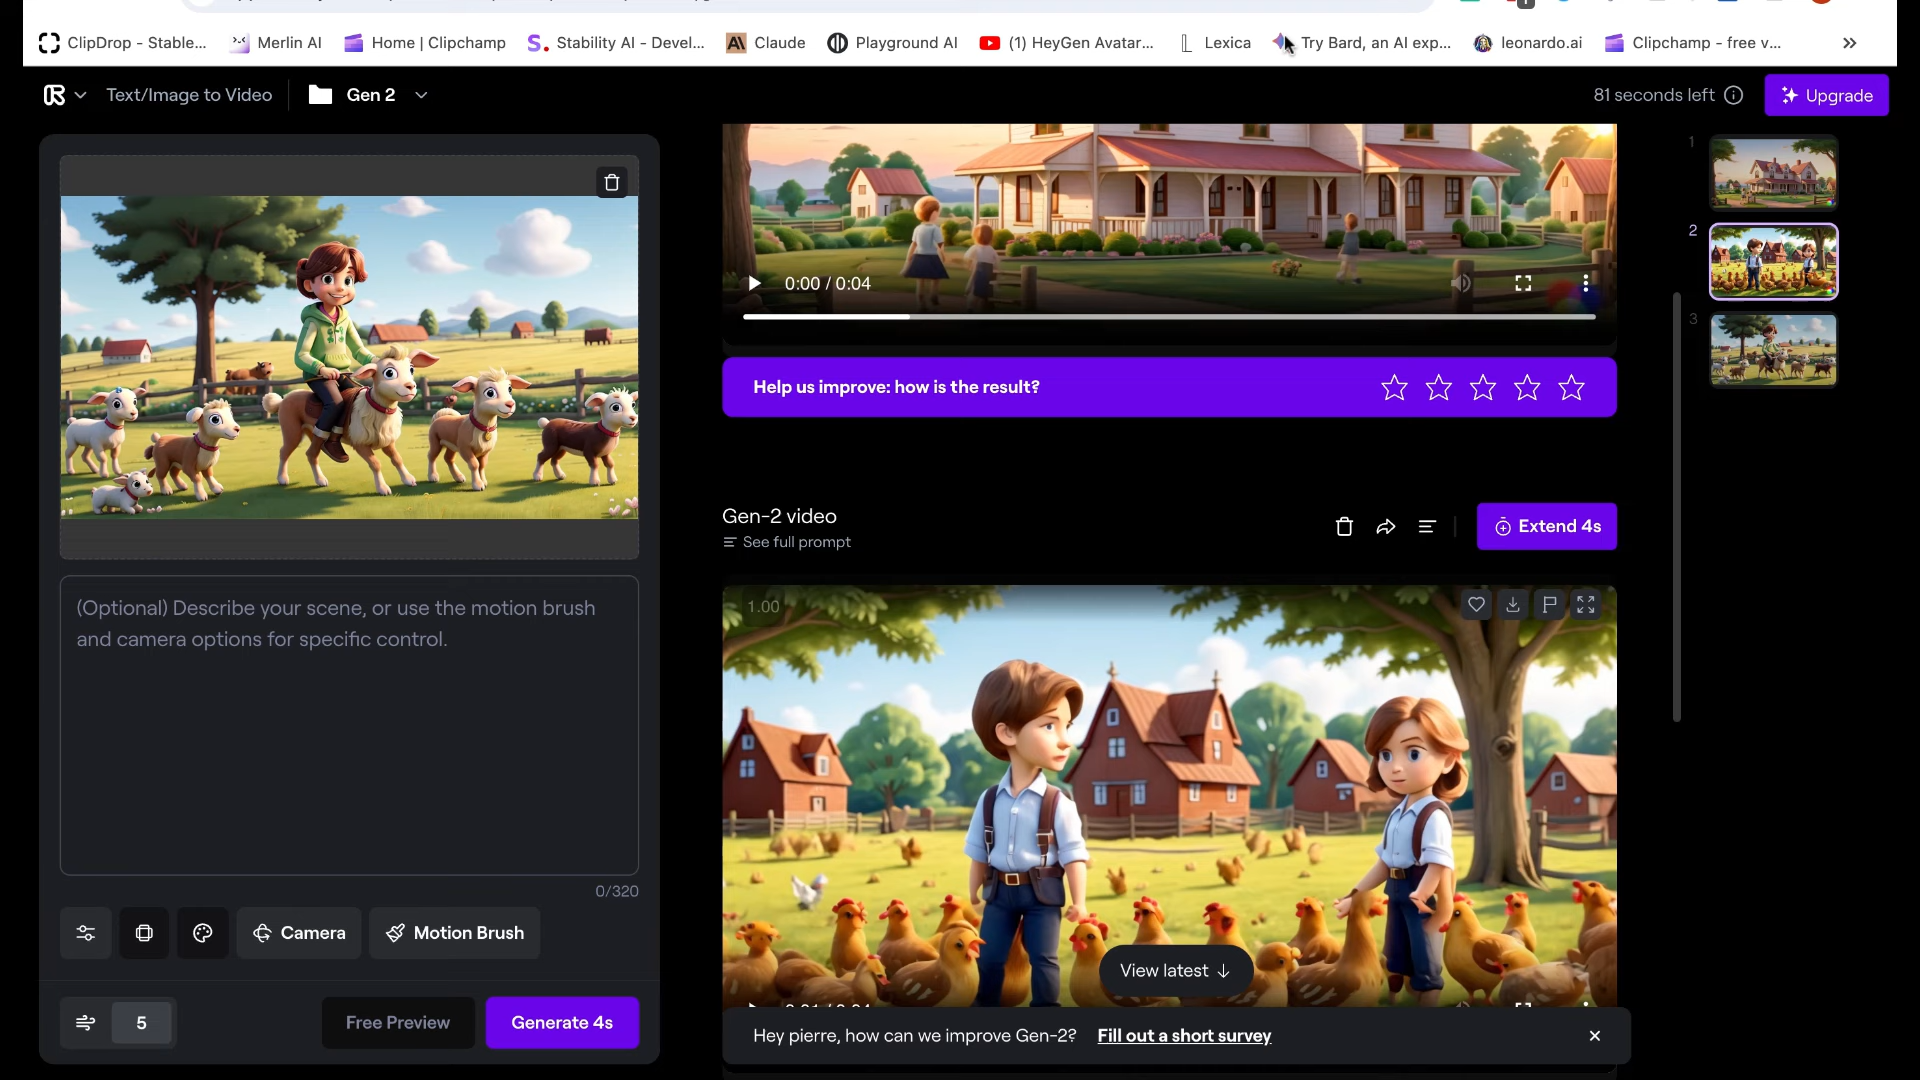 ClipDrop - Stable...
Merlin AI
Home | Clipchamp
Stability AI - Devel...
Claude
Playground AI
(1) HeyGen Avatar...
Lexica
Try Bard, an AI exp...
leonardo.ai
Clipchamp - free v...
Text/Image to Video
Gen 2
81 seconds left
Upgrade
(Optional) Describe your scene, or use the motion brush
and camera options for specific control.
0/320
Camera
Motion Brush
5
Free Preview
Generate 4s
0:00 / 0:04
Help us improve: how is the result?
Gen-2 video
See full prompt
Extend 4s
1.00
View latest
Hey pierre, how can we improve Gen-2?
Fill out a short survey
1
2
3